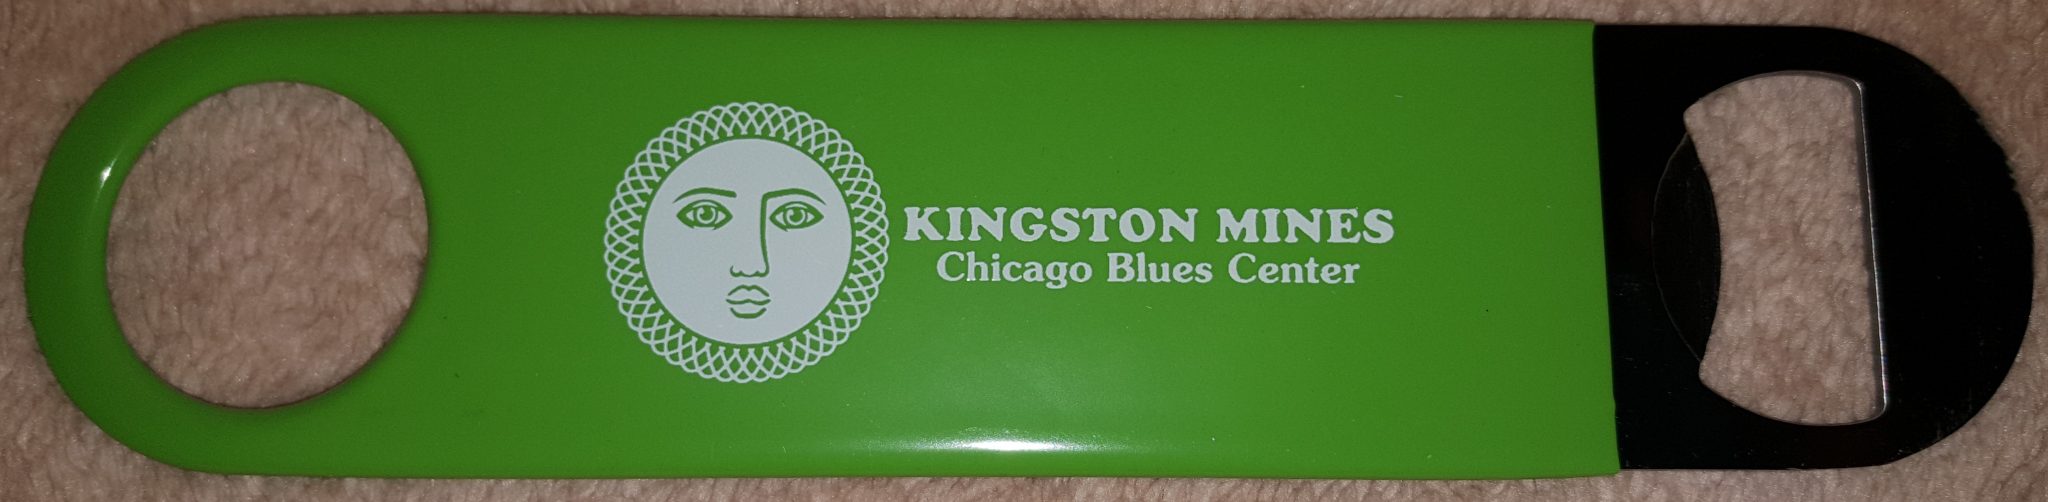 KINGSTON MINES
Chicago Blues Center